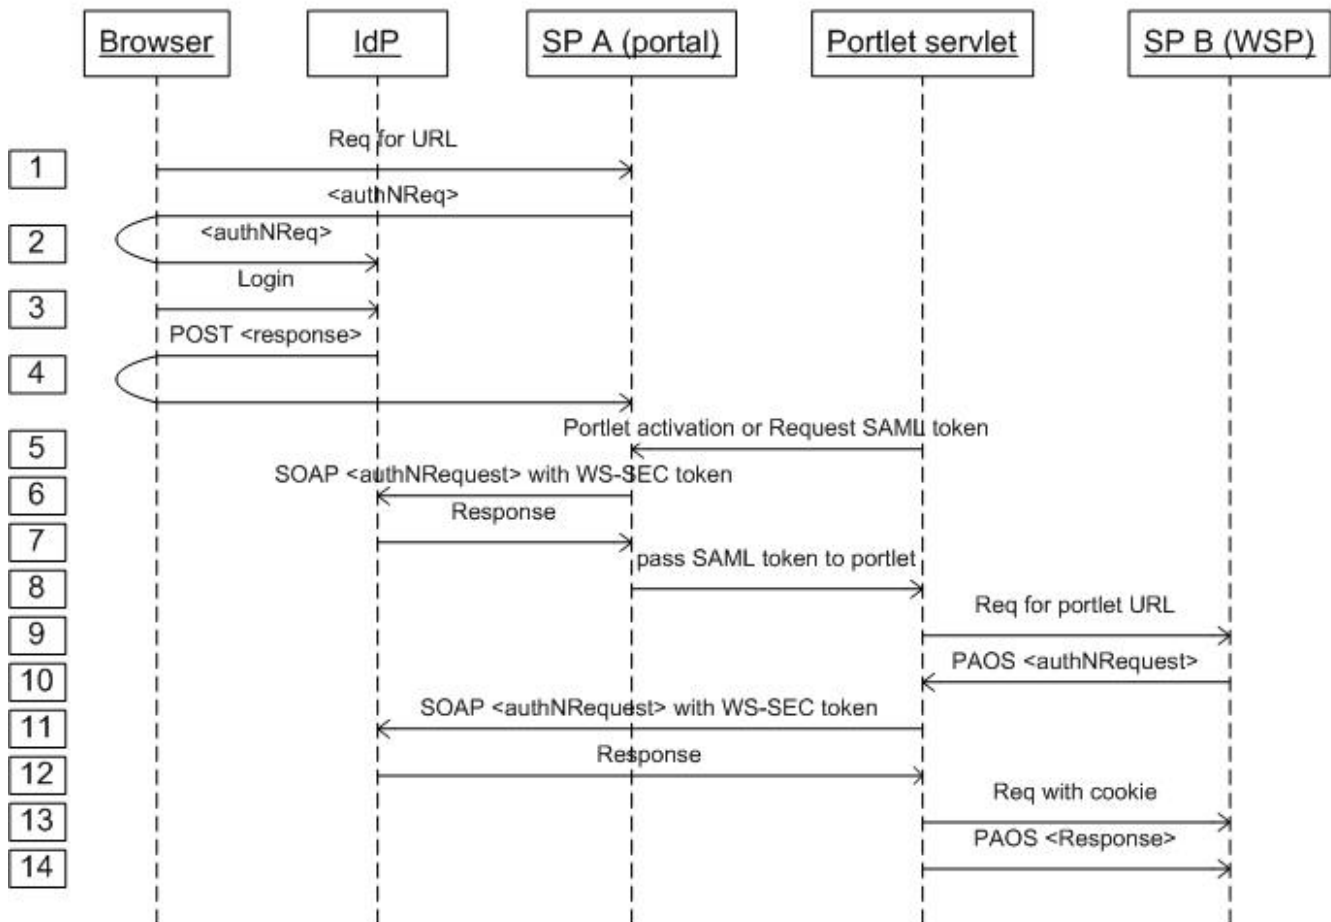 Browser
IdP
SP A (portal)
Portlet servlet
SP B (WSP)
Req for URL
1
<authNReq>
<authNReq>
2
Login
3
POST <response>
4
Portlet activation or Request SAML token
5
SOAP <authNRequest> with WS-SEC token
6
Response
7
pass SAML token to portlet
8
Req for portlet URL
9
PAOS <authNRequest>
10
SOAP <authNRequest> with WS-SEC token
11
Response
12
Req with cookie
13
PAOS <Response>
14